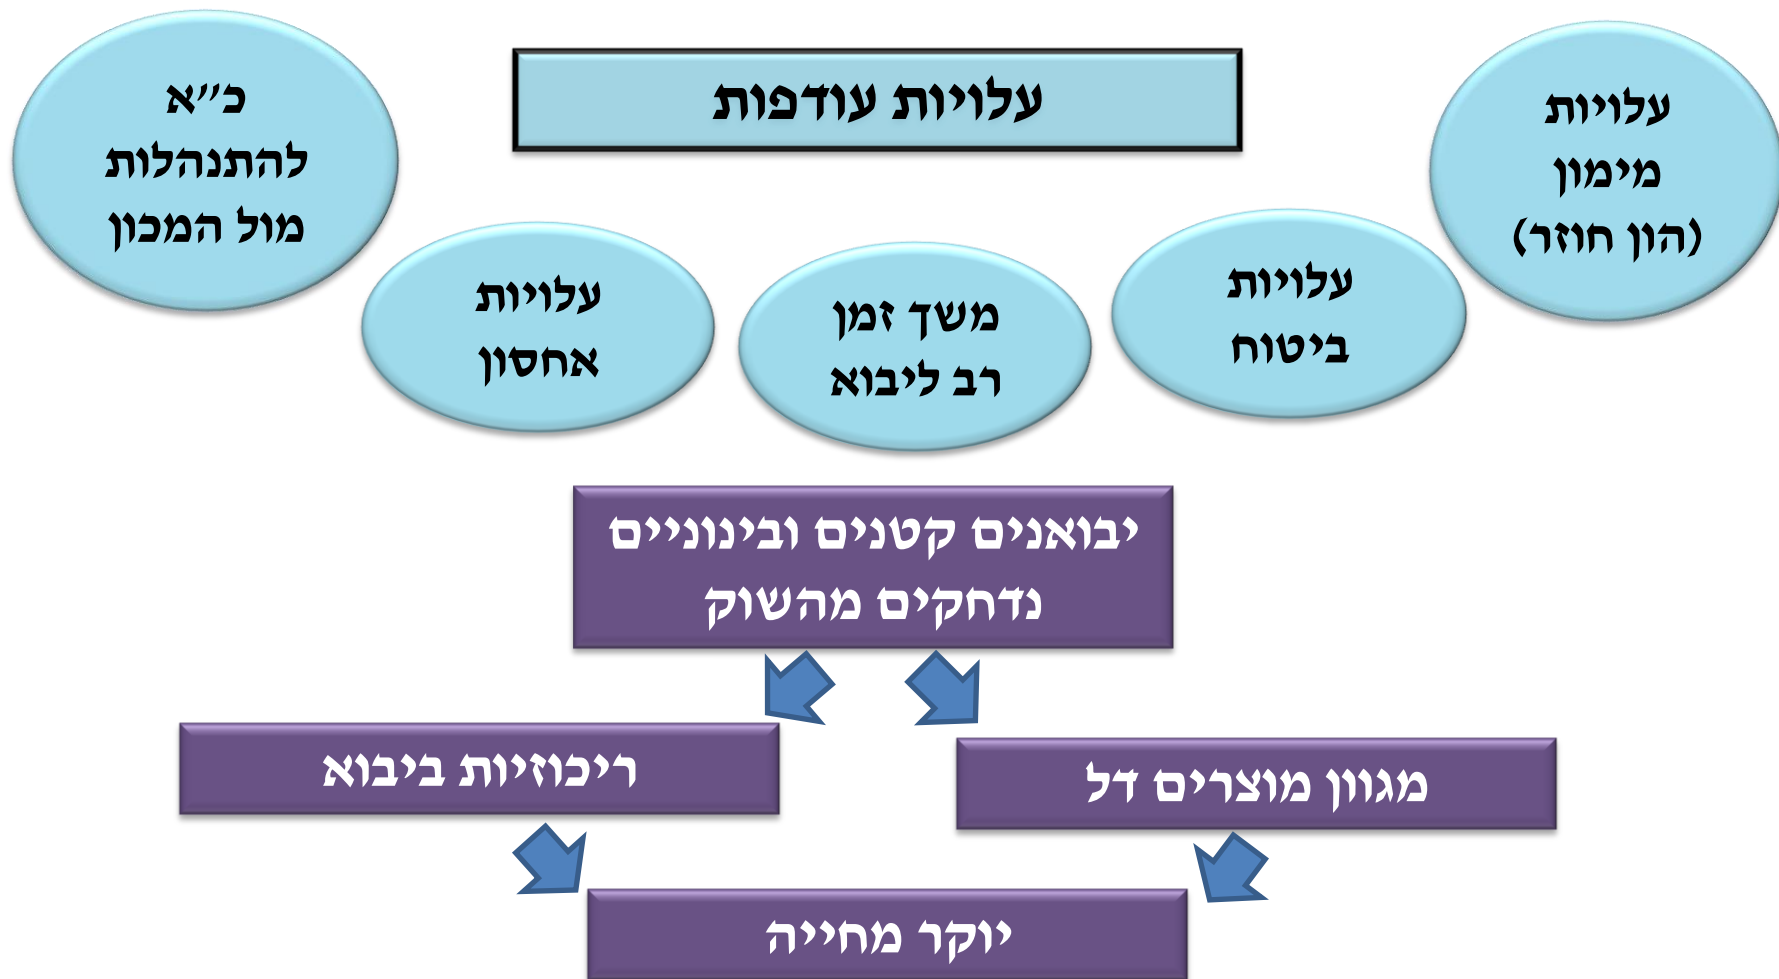 עלויות עודפות
עלויות
מימון
(הון חוזר)
עלויות
ביטוח
משך זמן
רב ליבוא
עלויות
אחסון
כ״א
להתנהלות
מול המכון
יבואנים קטנים ובינוניים
נדחקים מהשוק
מגוון מוצרים דל
ריכוזיות ביבוא
יוקר מחייה